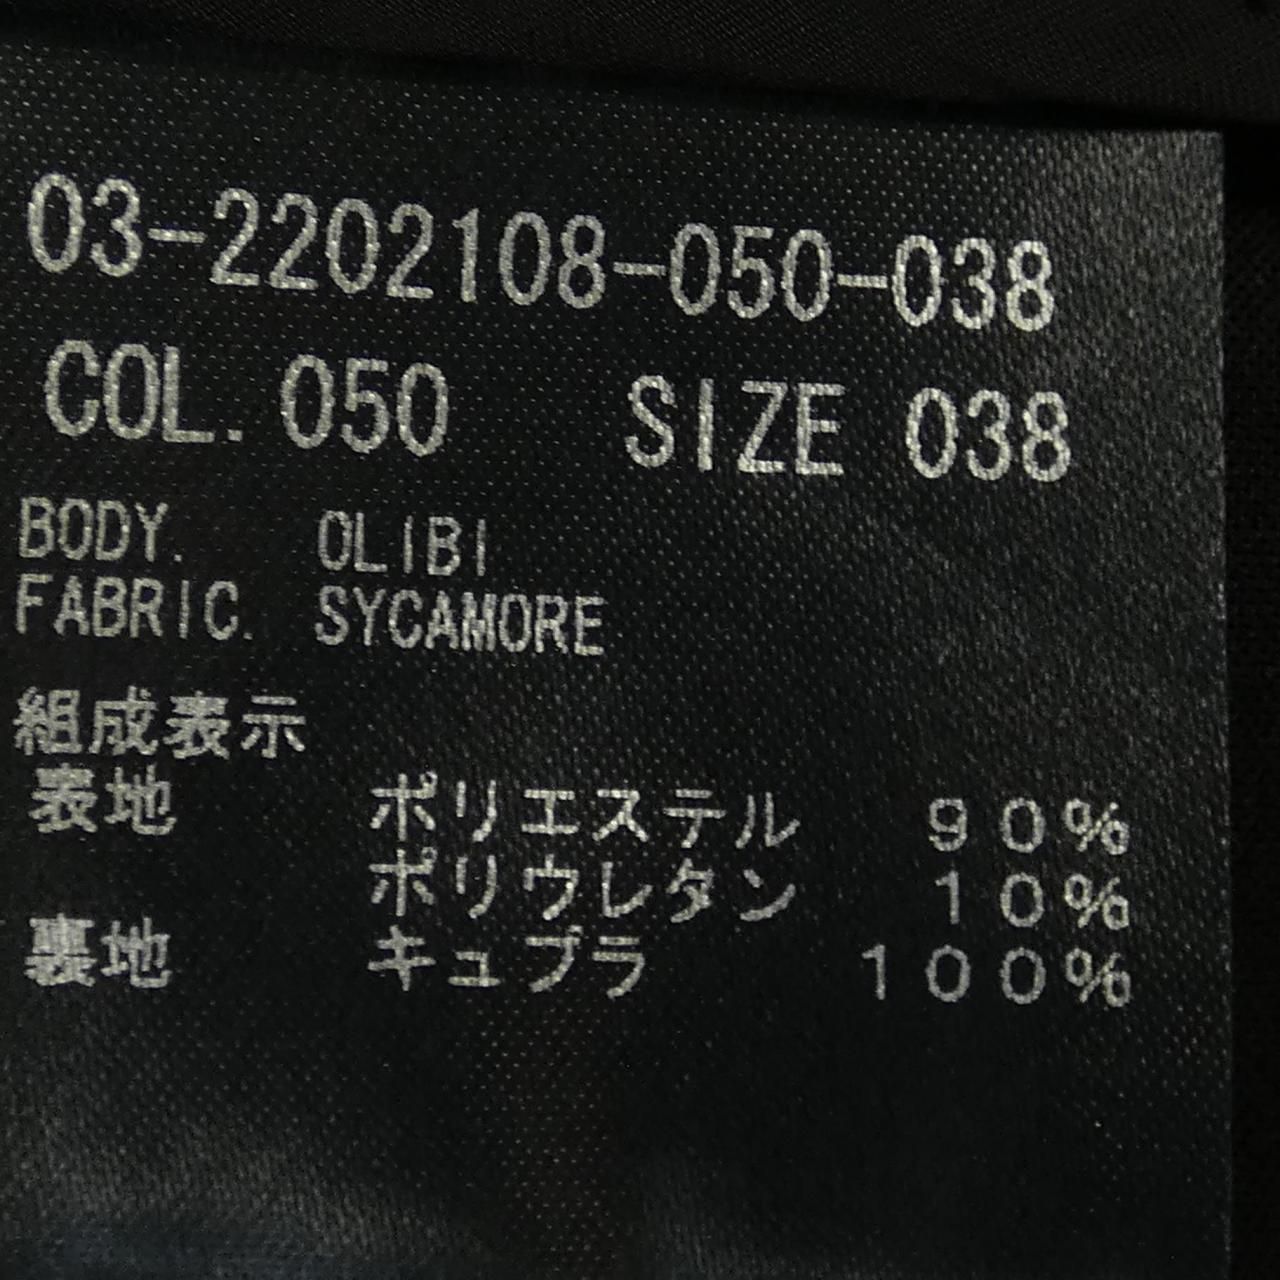 03-2202108-050-038
COL. 050 SIZE 038
BODY. OLIBI
FABRIC. SYCAMORE
組成表示
表地 ポリエステル 90%
ポリウレタン 10%
裏地 キュプラ 100%